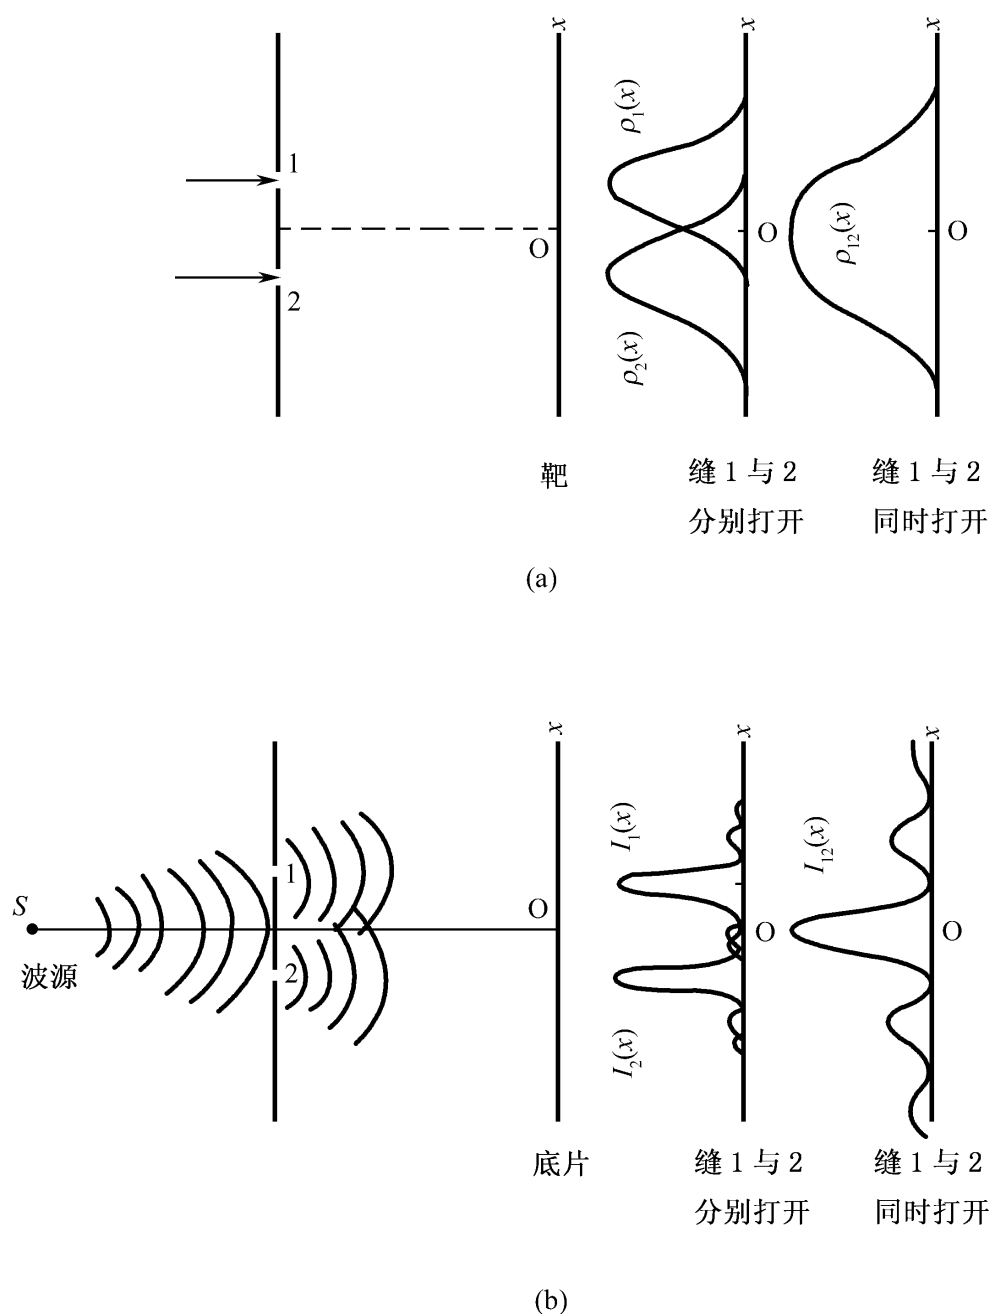 x x x x
ρ₁(x)
1
ρ₁₂(x)
O O O
2
ρ₂(x)
靶 缝1与2 缝1与2
分别打开 同时打开
(a)
x x x
I₁(x) I₁₂(x)
1
S O O O
波源 2
I₂(x)
底片 缝1与2 缝1与2
分别打开 同时打开
(b)